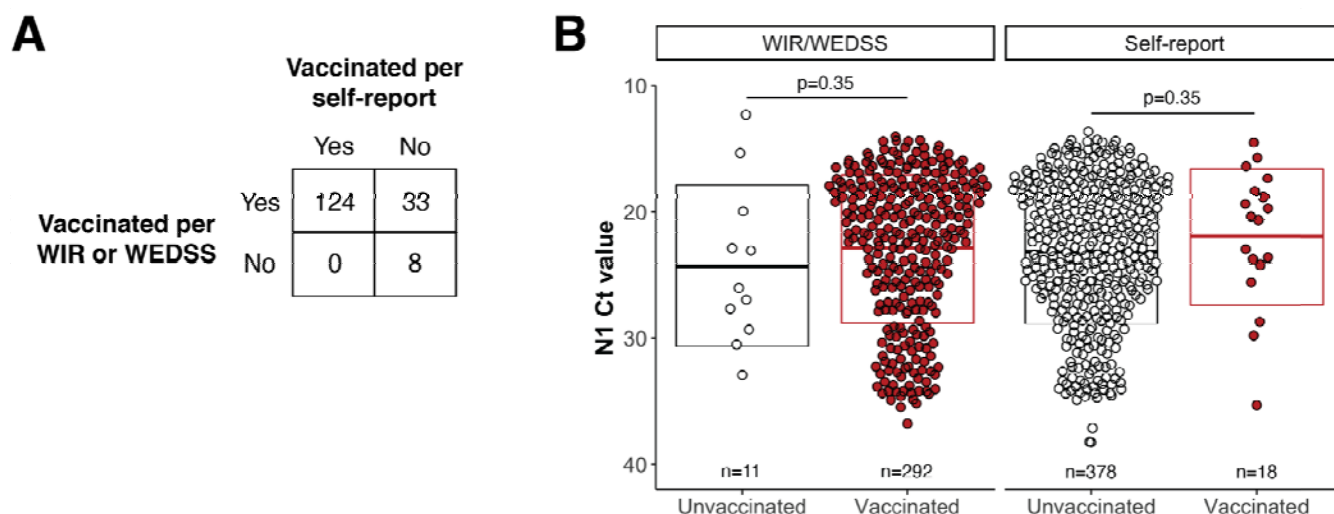 A
Vaccinated per
self-report
Yes No
Vaccinated per
WIR or WEDSS
Yes 124 33
No 0 8
B
WIR/WEDSS Self-report
N1 Ct value
10
20
30
40
p=0.35 p=0.35
n=11 n=292 n=378 n=18
Unvaccinated Vaccinated Unvaccinated Vaccinated